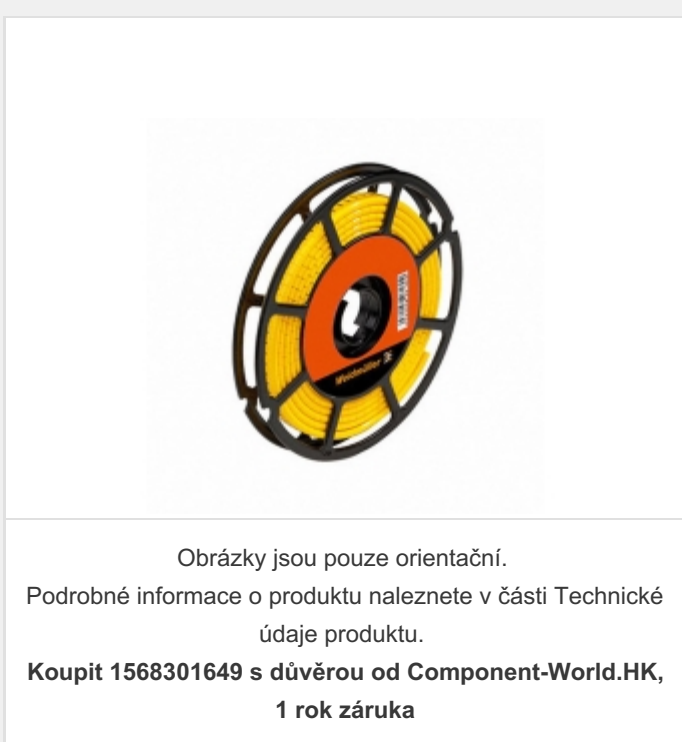 Weidmüller
Obrázky jsou pouze orientační.
Podrobné informace o produktu naleznete v části Technické
údaje produktu.
Koupit 1568301649 s důvěrou od Component-World.HK,
1 rok záruka